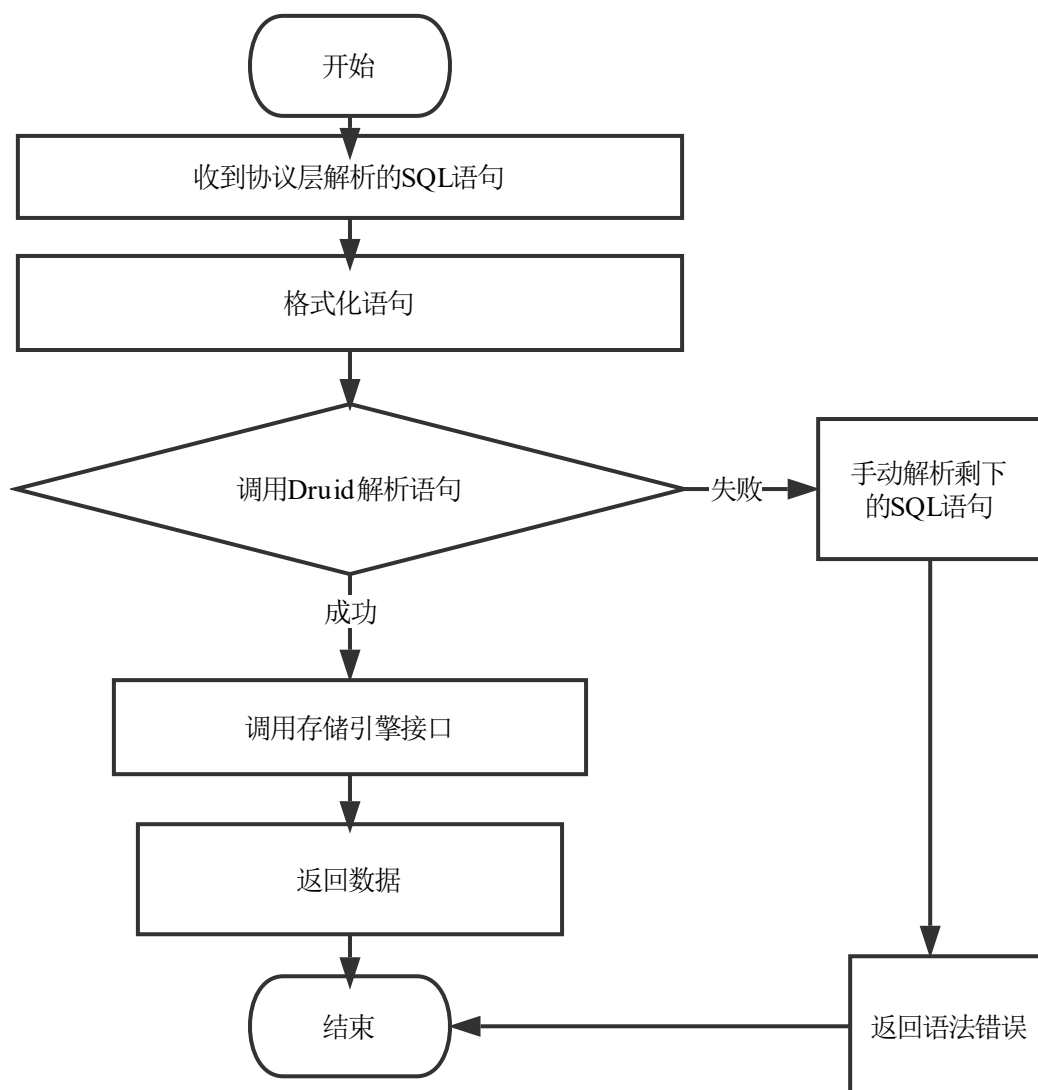 开始
收到协议层解析的SQL语句
格式化语句
调用Druid解析语句
失败
手动解析剩下
的SQL语句
成功
调用存储引擎接口
返回数据
结束
返回语法错误